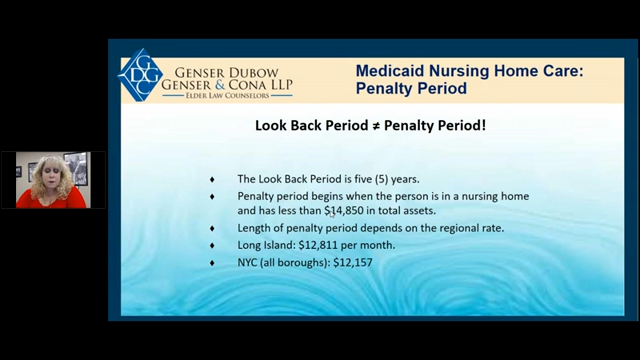 GENSER DUBOW
GENSER & CONA LLP
ELDER LAW COUNSELORS
Medicaid Nursing Home Care:
Penalty Period
Look Back Period ≠ Penalty Period!
♦ The Look Back Period is five (5) years.
♦ Penalty period begins when the person is in a nursing home
and has less than $14,850 in total assets.
♦ Length of penalty period depends on the regional rate.
♦ Long Island: $12,811 per month.
♦ NYC (all boroughs): $12,157